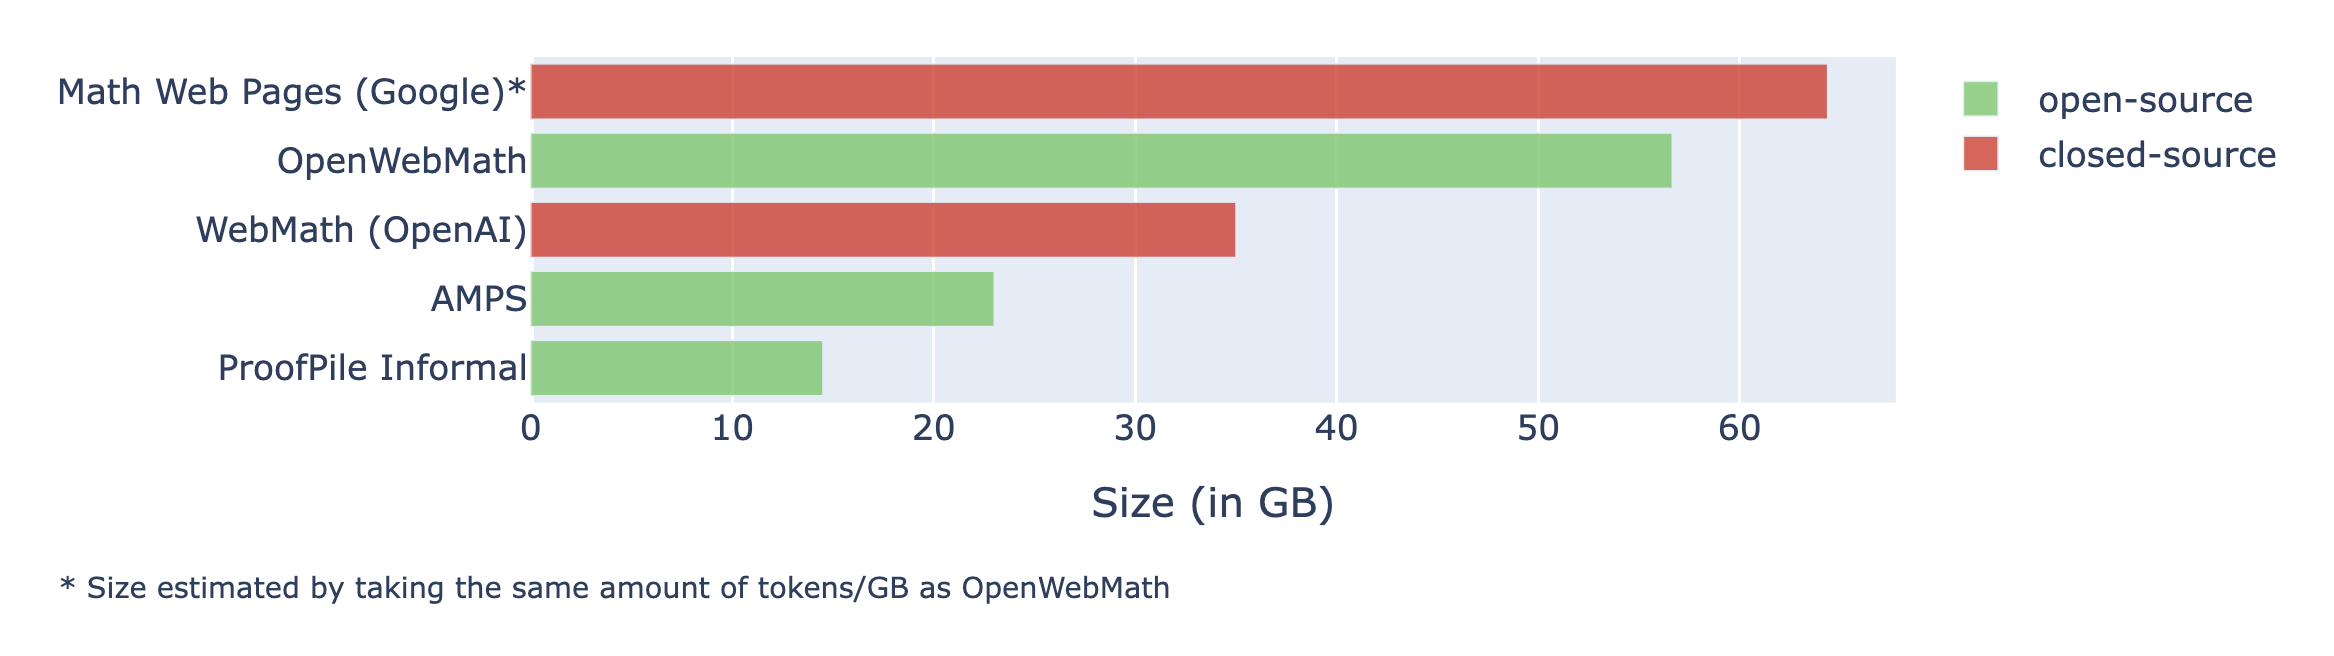 Math Web Pages (Google)*
OpenWebMath
WebMath (OpenAI)
AMPS
ProofPile Informal
0 10 20 30 40 50 60
Size (in GB)
open-source
closed-source
* Size estimated by taking the same amount of tokens/GB as OpenWebMath